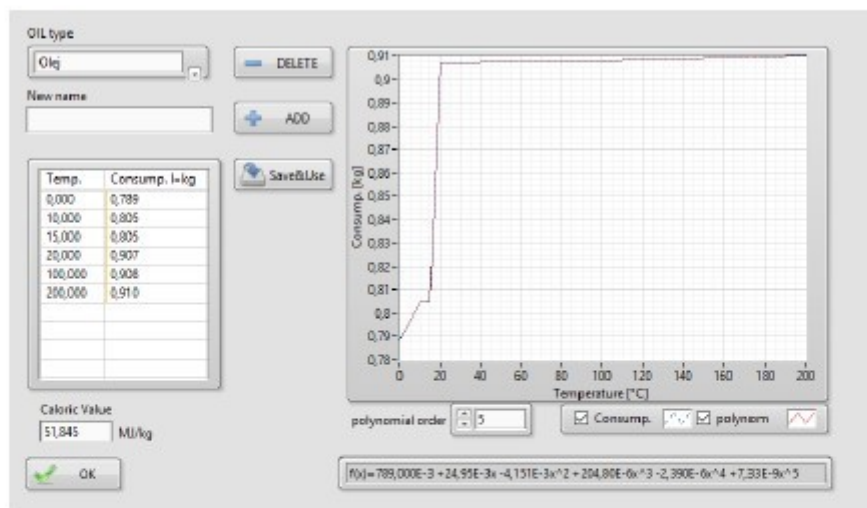 OIL type
Olej
DELETE
New name
ADD
Save&Use
Temp. Consump. l=kg
0,000 0,789
10,000 0,805
15,000 0,805
20,000 0,907
100,000 0,908
200,000 0,910
Caloric Value
51,845 MJ/kg
OK
Consump. [kg]
0,91
0,9
0,89
0,88
0,87
0,86
0,85
0,84
0,83
0,82
0,81
0,8
0,79
0,78
0 20 40 60 80 100 120 140 160 180 200
Temperature [°C]
polynomial order 5
Consump. polynom
f(x)=789,000E-3 +24,95E-3x -4,151E-3x^2 + 204,80E-6x^3 -2,390E-6x^4 +7,33E-9x^5